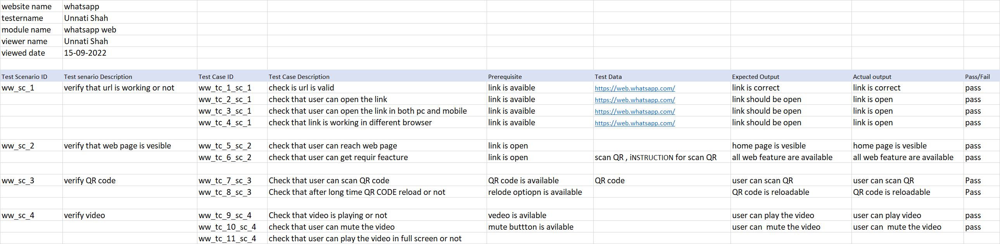 website name whatsapp
testername Unnati Shah
module name whatsapp web
viewer name Unnati Shah
viewed date 15-09-2022
Test Scenario ID Test senario Description Test Case ID Test Case Description Prerequisite Test Data Expected Output Actual output Pass/Fail
ww_sc_1 verify that url is working or not ww_tc_1_sc_1 check is url is valid link is avaible https://web.whatsapp.com/ link is correct link is correct pass
ww_tc_2_sc_1 check that user can open the link link is avaible https://web.whatsapp.com/ link should be open link is open pass
ww_tc_3_sc_1 check that user can open the link in both pc and mobile link is avaible https://web.whatsapp.com/ link should be open link is open pass
ww_tc_4_sc_1 check that link is working in different browser link is avaible https://web.whatsapp.com/ link should be open link is open pass
ww_sc_2 verify that web page is vesible ww_tc_5_sc_2 check that user can reach web page link is open home page is vesible home page is vesible pass
ww_tc_6_sc_2 check that user can get requir feacture link is open scan QR , iNSTRUCTION for scan QR all web feature are available all web feature are available pass
ww_sc_3 verify QR code ww_tc_7_sc_3 Check that user can scan QR code QR code is available QR code user can scan QR user can scan QR Pass
ww_tc_8_sc_3 Check that after long time QR CODE reload or not relode optiopn is available QR code is reloadable QR code is reloadable Pass
ww_sc_4 verify video ww_tc_9_sc_4 Check that video is playing or not vedeo is avilable user can play the video user can play video pass
ww_tc_10_sc_4 check that user can mute the video mute buttton is avilable user can  mute the video user can  mute the video pass
ww_tc_11_sc_4 check that user can play the video in full screen or not